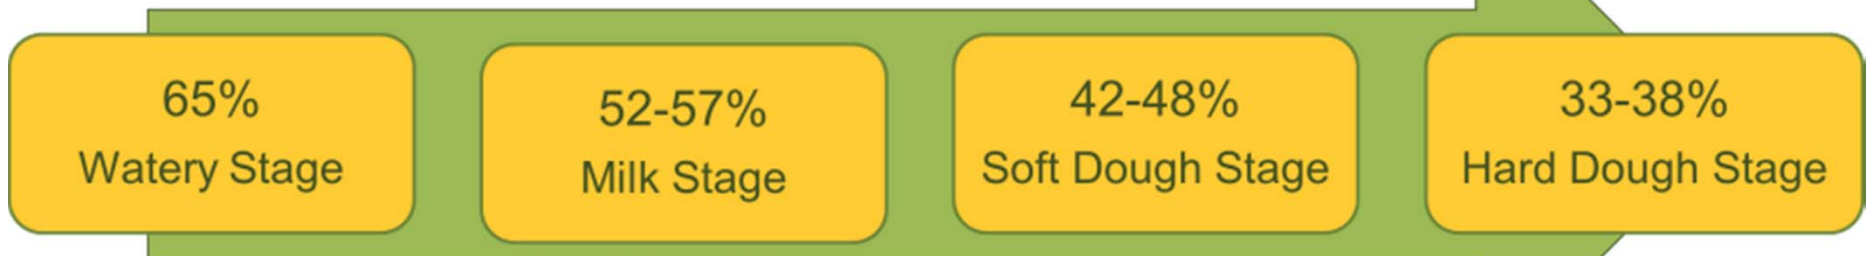 65%
Watery Stage
52-57%
Milk Stage
42-48%
Soft Dough Stage
33-38%
Hard Dough Stage